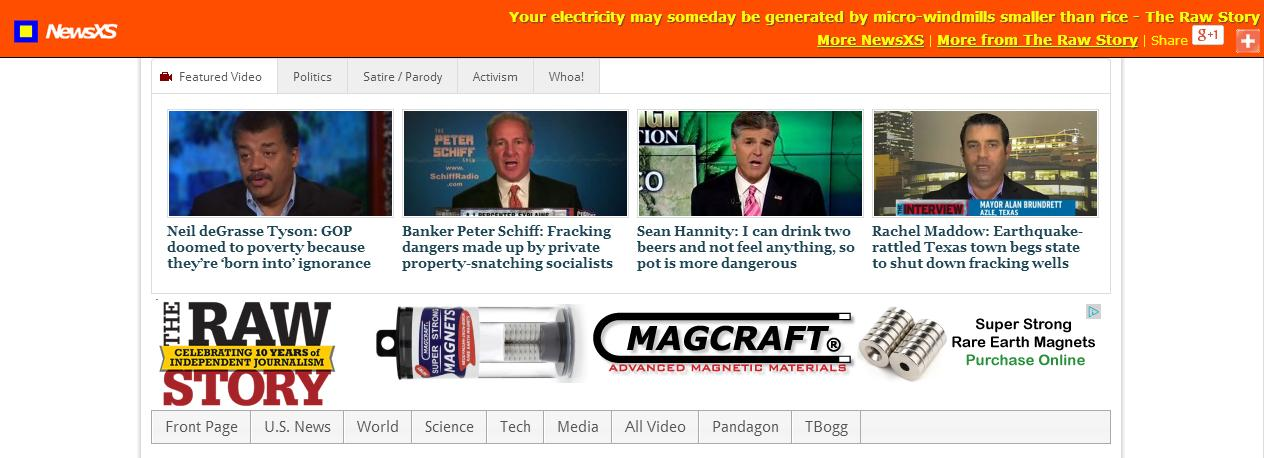 NewsXS
Your electricity may someday be generated by micro-windmills smaller than rice - The Raw Story
More NewsXS | More from The Raw Story | Share g+1
Featured Video
Politics
Satire / Parody
Activism
Whoa!
THE
PETER
SCHIFF
www.
SchiffRadio
.com
TION
CO
THE INTERVIEW
MAYOR ALAN BRUNDRETT
AZLE, TEXAS
Neil deGrasse Tyson: GOP
doomed to poverty because
they're ‘born into’ ignorance
Banker Peter Schiff: Fracking
dangers made up by private
property-snatching socialists
Sean Hannity: I can drink two
beers and not feel anything, so
pot is more dangerous
Rachel Maddow: Earthquake-
rattled Texas town begs state
to shut down fracking wells
THE RAW
CELEBRATING 10 YEARS of
INDEPENDENT JOURNALISM
STORY
MAGCRAFT
SUPER STRONG
MAGNETS
MAGCRAFT®
ADVANCED MAGNETIC MATERIALS
Super Strong
Rare Earth Magnets
Purchase Online
Front Page
U.S. News
World
Science
Tech
Media
All Video
Pandagon
TBogg